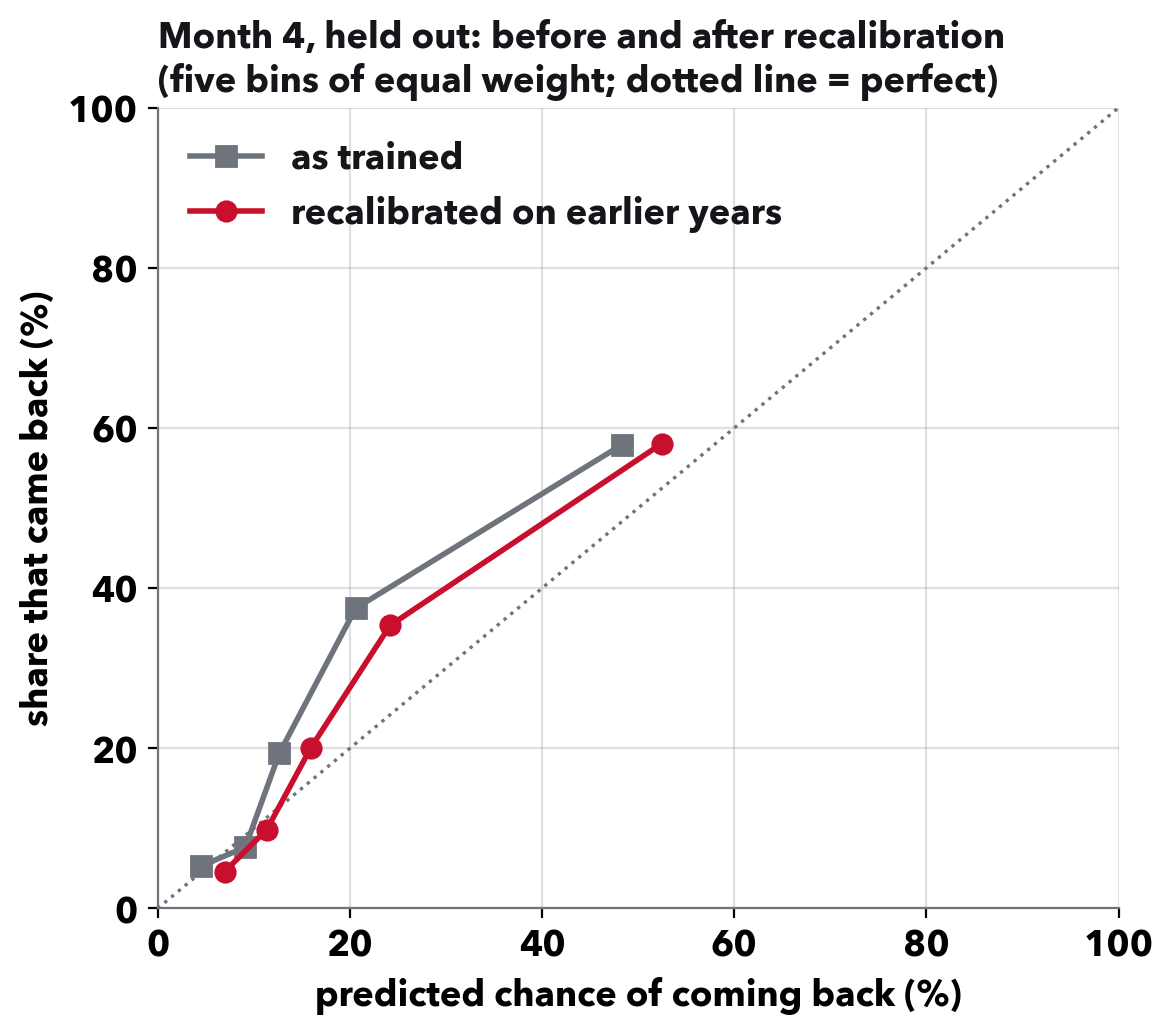 Month 4, held out: before and after recalibration
(five bins of equal weight; dotted line = perfect)
as trained
recalibrated on earlier years
share that came back (%)
100
80
60
40
20
0
0 20 40 60 80 100
predicted chance of coming back (%)